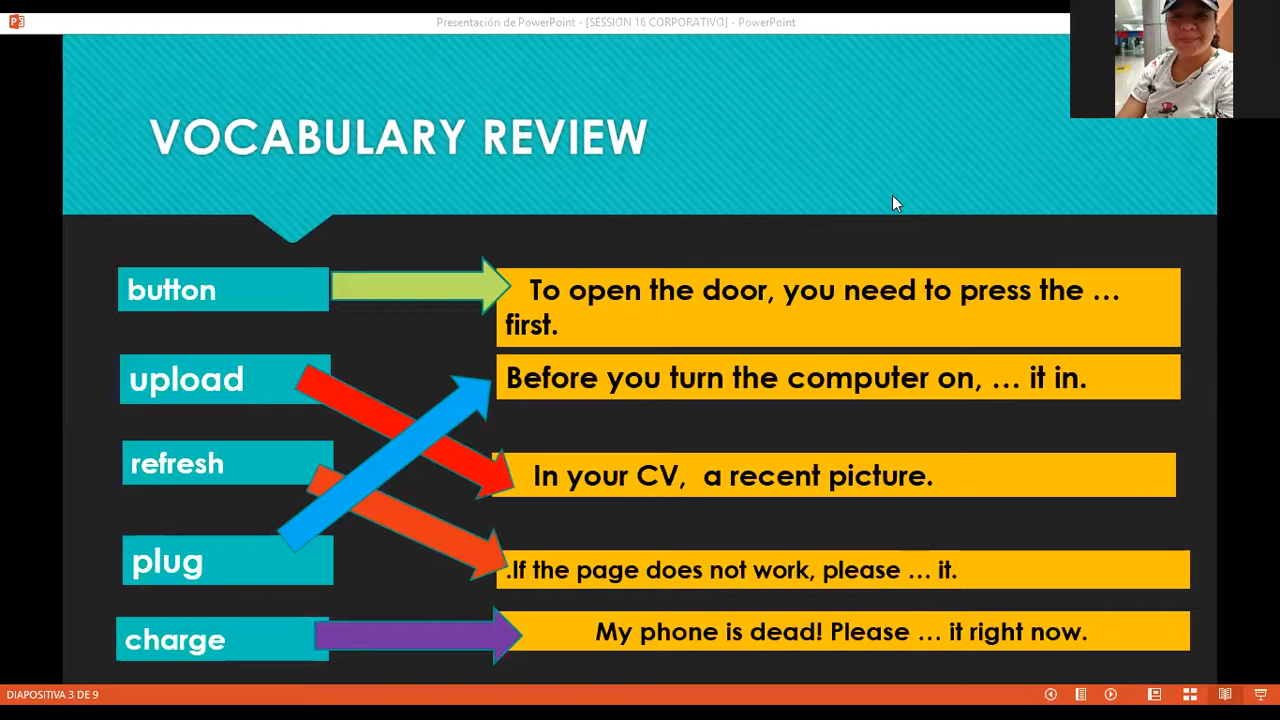 Presentación de PowerPoint - [SESSION 16 CORPORATIVO] - PowerPoint
VOCABULARY REVIEW
button
To open the door, you need to press the …
first.
upload
Before you turn the computer on, … it in.
refresh
In your CV,  a recent picture.
plug
.If the page does not work, please … it.
charge
My phone is dead! Please … it right now.
DIAPOSITIVA 3 DE 9